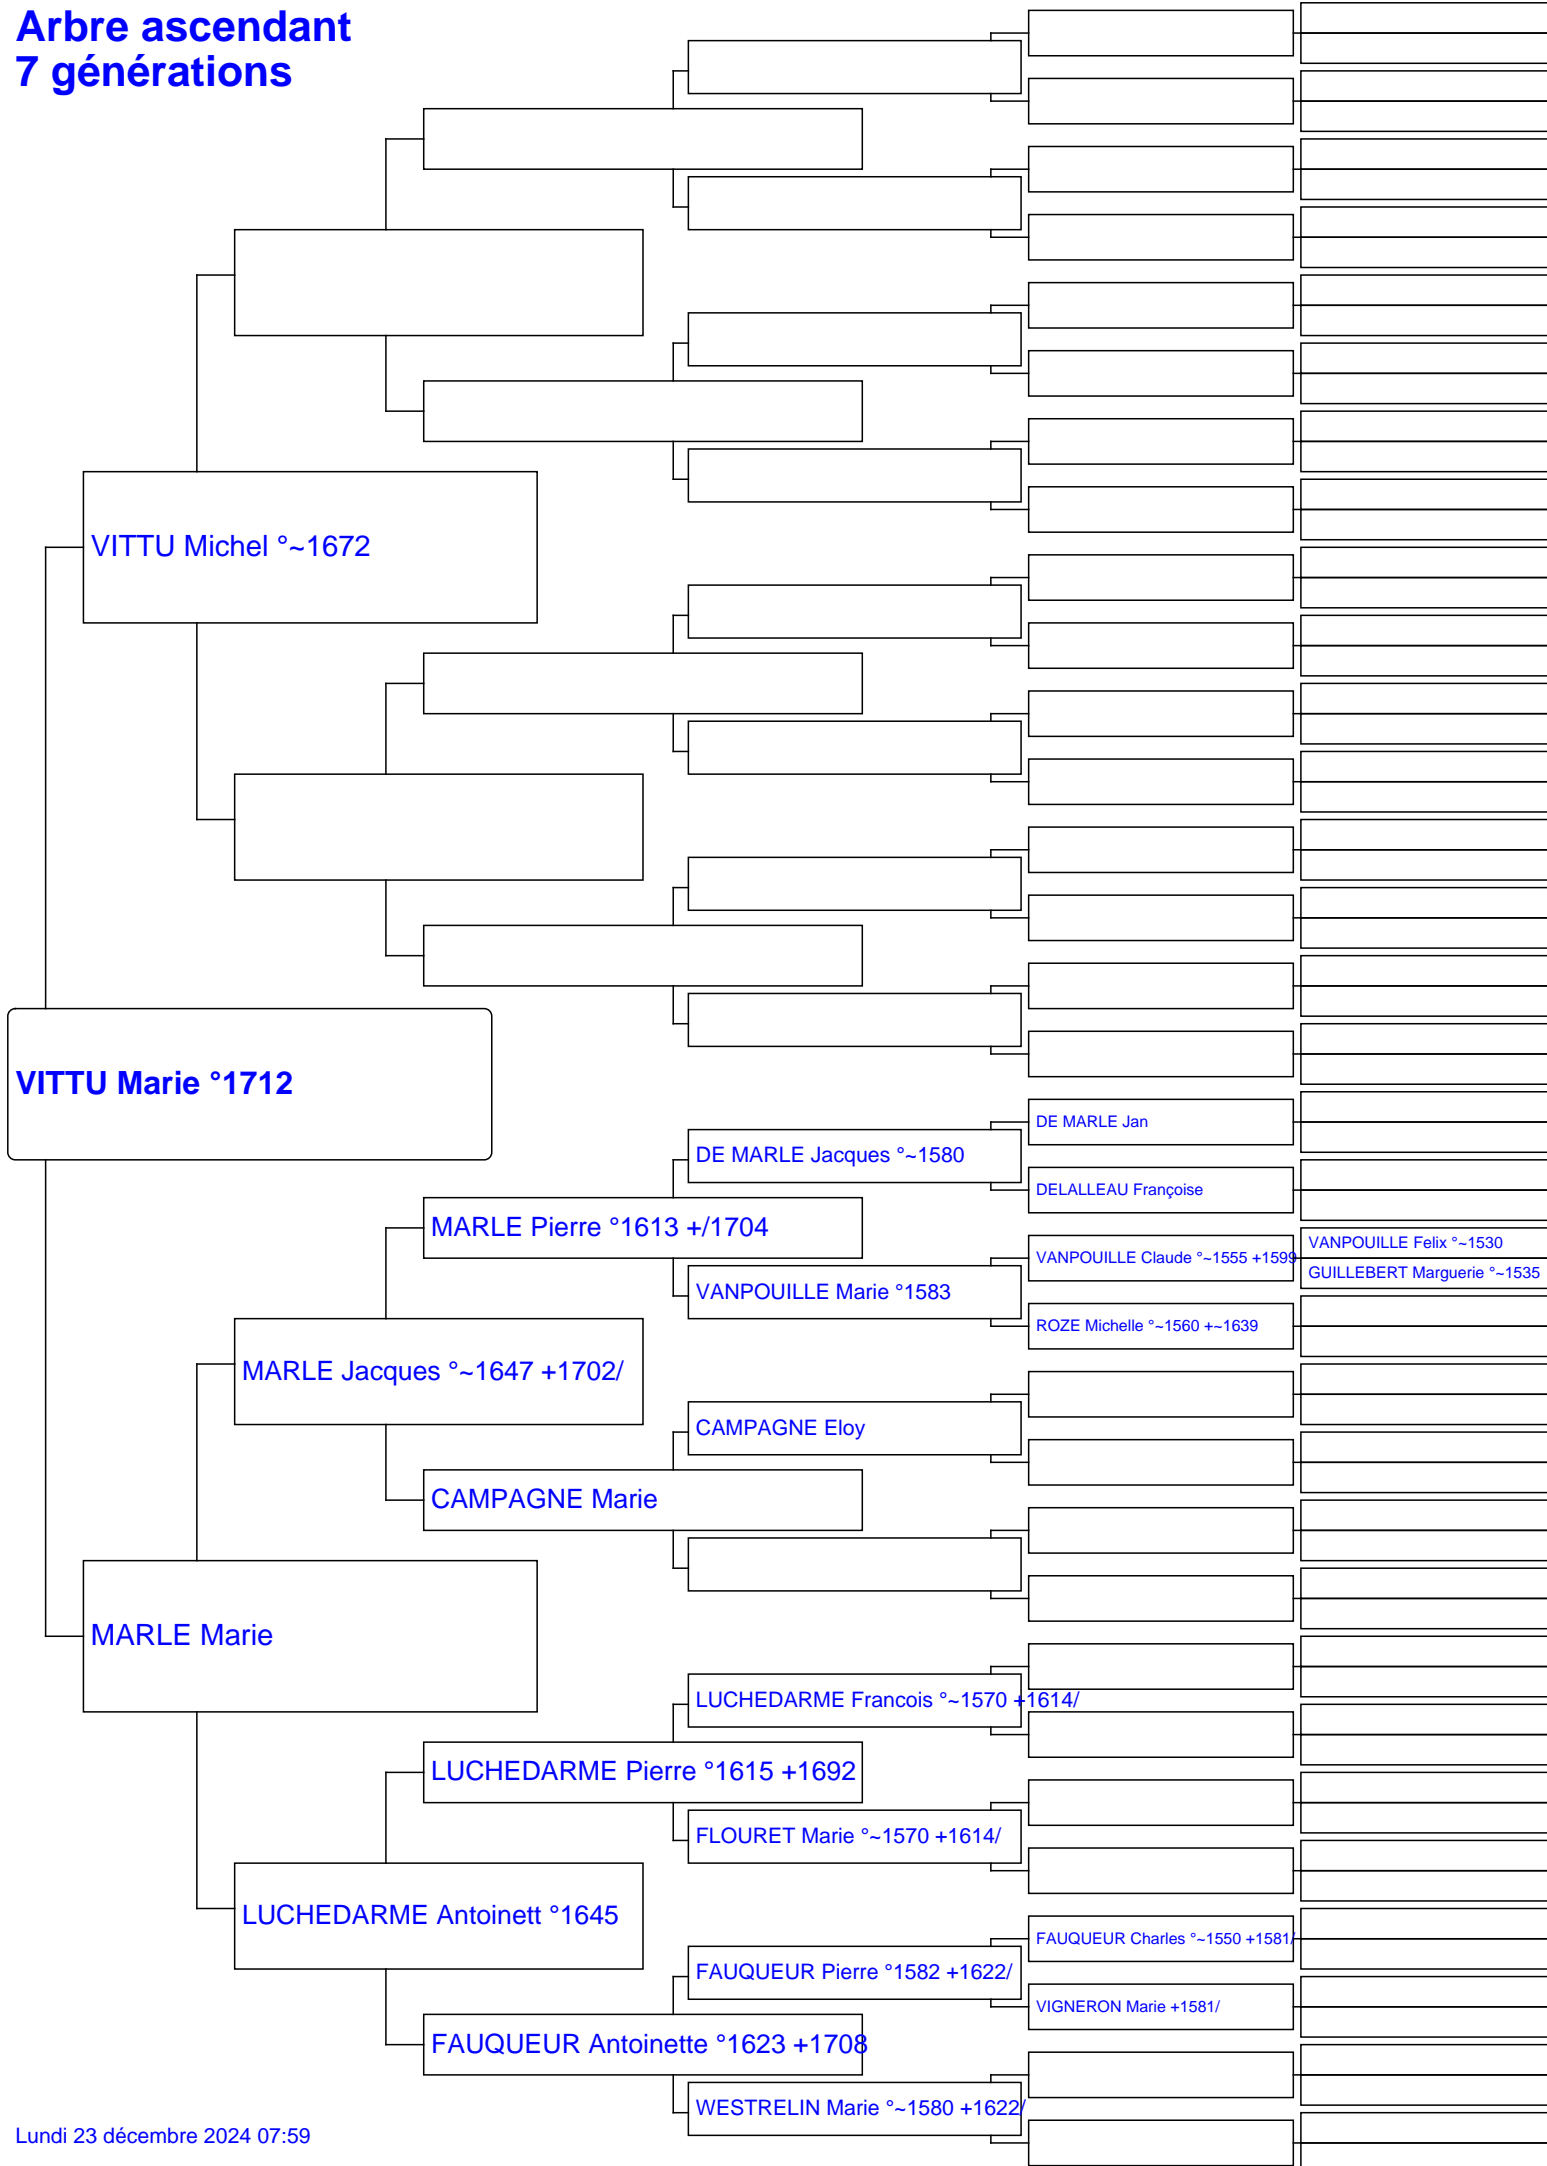 Arbre ascendant
7 générations
VITTU Michel °~1672
VITTU Marie °1712
DE MARLE Jan
DE MARLE Jacques °~1580
DELALLEAU Françoise
MARLE Pierre °1613 +/1704
VANPOUILLE Felix °~1530
VANPOUILLE Claude °~1555 +1599
GUILLEBERT Marguerie °~1535
VANPOUILLE Marie °1583
ROZE Michelle °~1560 +~1639
MARLE Jacques °~1647 +1702/
CAMPAGNE Eloy
CAMPAGNE Marie
MARLE Marie
LUCHEDARME Francois °~1570 +1614/
LUCHEDARME Pierre °1615 +1692
FLOURET Marie °~1570 +1614/
LUCHEDARME Antoinett °1645
FAUQUEUR Charles °~1550 +1581/
FAUQUEUR Pierre °1582 +1622/
VIGNERON Marie +1581/
FAUQUEUR Antoinette °1623 +1708
WESTRELIN Marie °~1580 +1622/
Lundi 23 décembre 2024 07:59